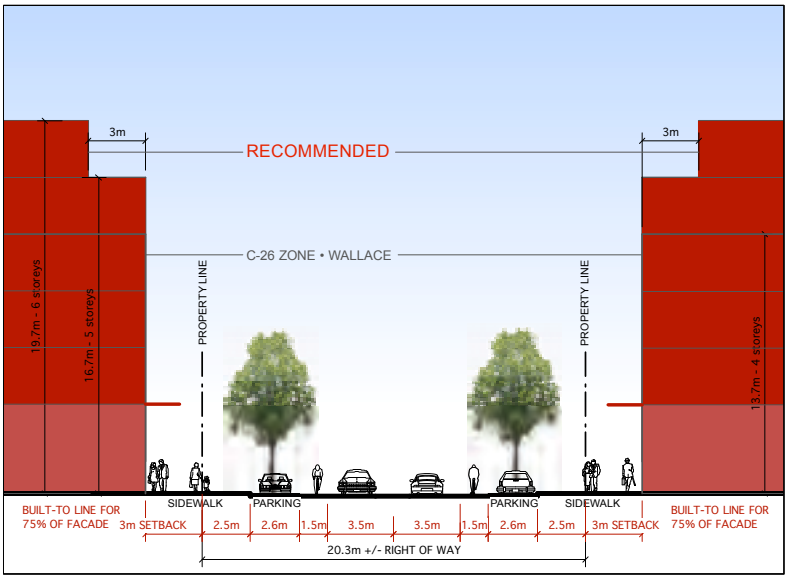 3m
3m
RECOMMENDED
C-26 ZONE • WALLACE
PROPERTY LINE
PROPERTY LINE
19.7m - 6 storeys
16.7m - 5 storeys
13.7m - 4 storeys
SIDEWALK
PARKING
PARKING
SIDEWALK
BUILT-TO LINE FOR
75% OF FACADE
3m SETBACK
2.5m
2.6m
1.5m
3.5m
3.5m
1.5m
2.6m
2.5m
3m SETBACK
BUILT-TO LINE FOR
75% OF FACADE
20.3m +/- RIGHT OF WAY